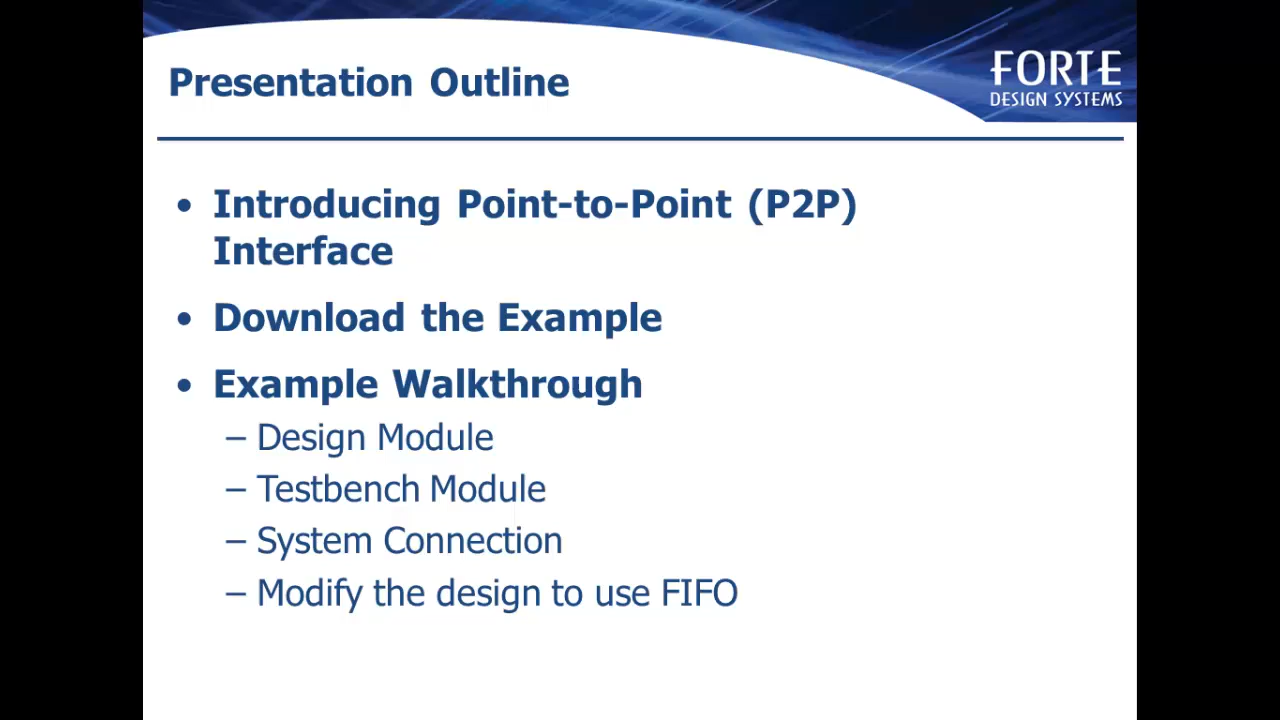 Presentation Outline
FORTE
DESIGN SYSTEMS
• Introducing Point-to-Point (P2P)
Interface
• Download the Example
• Example Walkthrough
– Design Module
– Testbench Module
– System Connection
– Modify the design to use FIFO